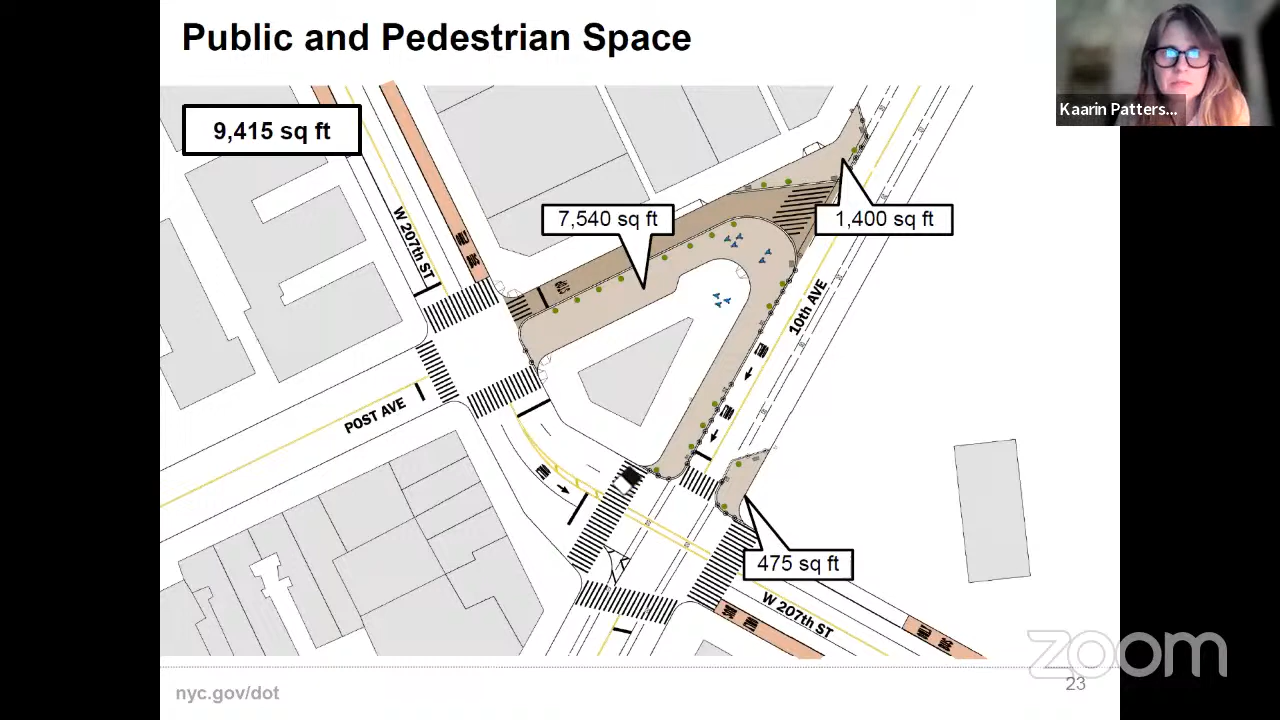 Public and Pedestrian Space
Kaarin Patters...
9,415 sq ft
7,540 sq ft
1,400 sq ft
W 207th ST
BUS
10th AVE
POST AVE
475 sq ft
W 207th ST
zoom
nyc.gov/dot
23